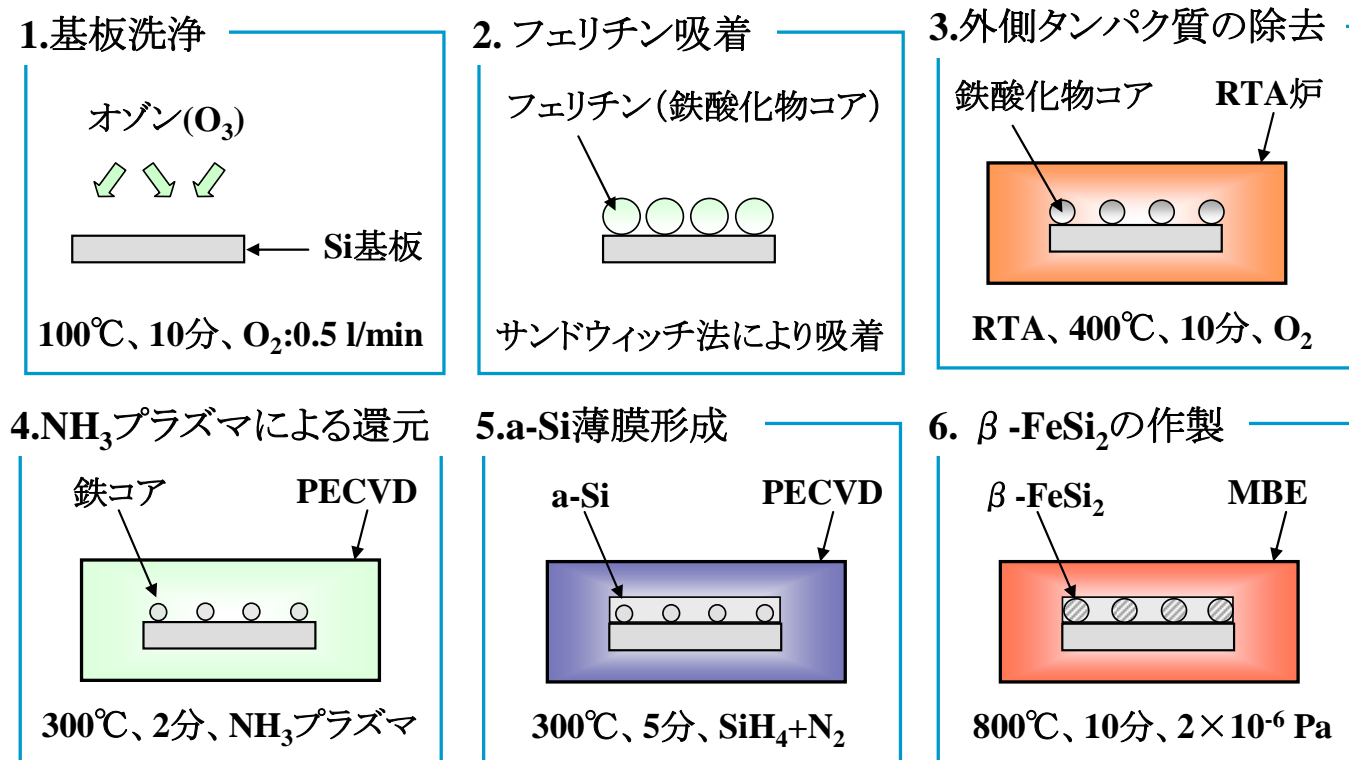 1.基板洗浄
オゾン(O₃)
Si基板
100℃、10分、O₂:0.5 l/min
2. フェリチン吸着
フェリチン(鉄酸化物コア)
サンドウィッチ法により吸着
3.外側タンパク質の除去
鉄酸化物コア RTA炉
RTA、400℃、10分、O₂
4.NH₃プラズマによる還元
鉄コア PECVD
300℃、2分、NH₃プラズマ
5.a-Si薄膜形成
a-Si PECVD
300℃、5分、SiH₄+N₂
6. β-FeSi₂の作製
β-FeSi₂ MBE
800℃、10分、2×10⁻⁶ Pa